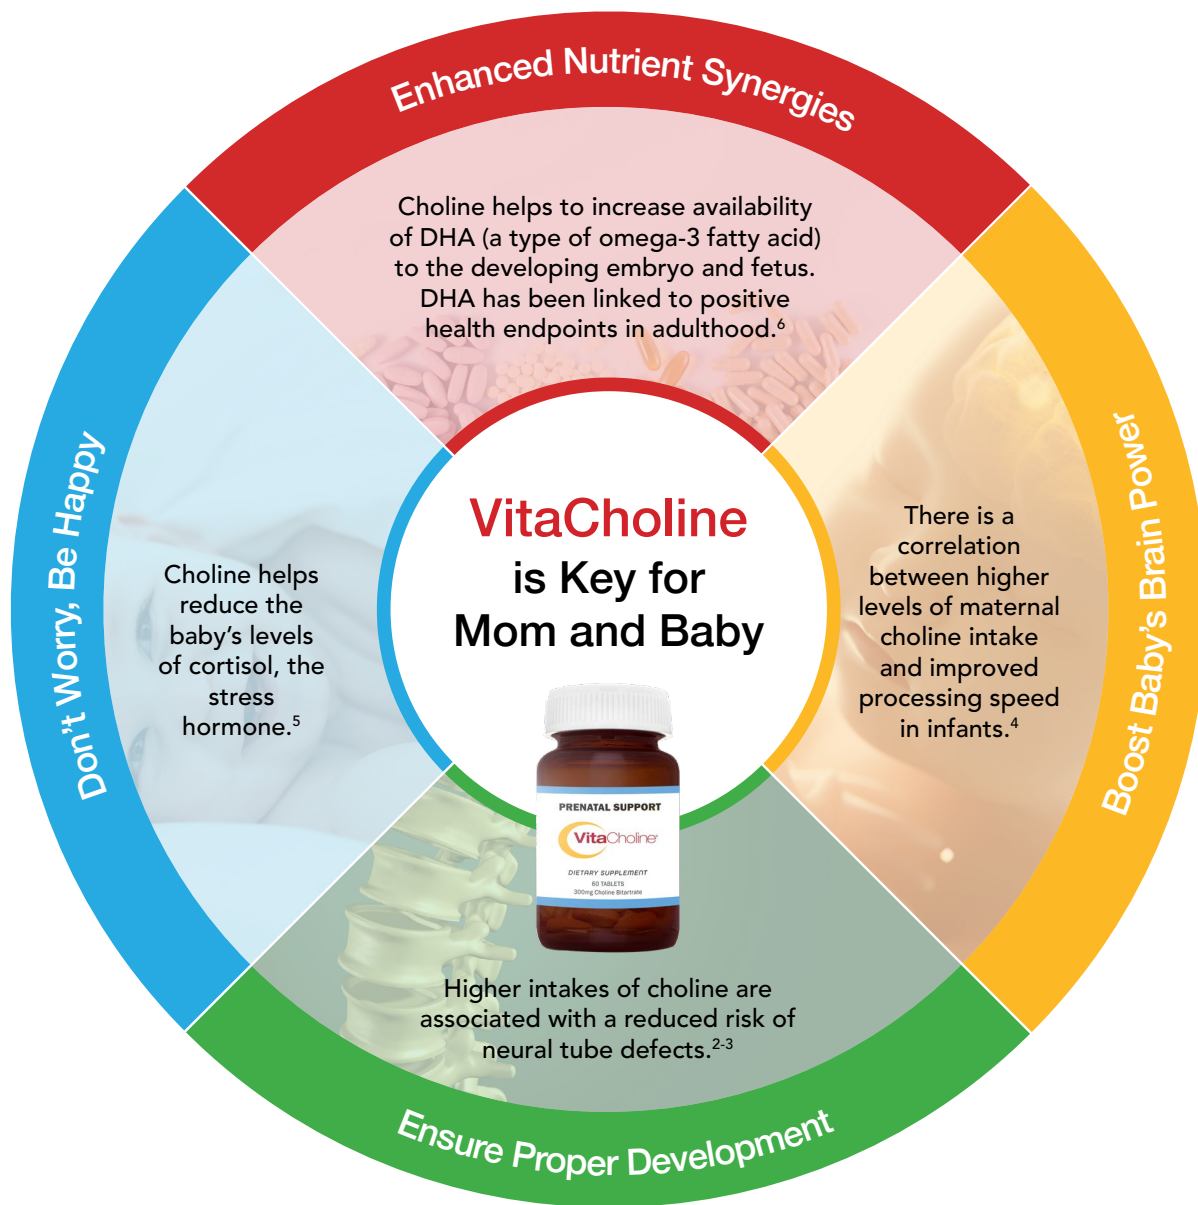 Enhanced Nutrient Synergies
Choline helps to increase availability
of DHA (a type of omega-3 fatty acid)
to the developing embryo and fetus.
DHA has been linked to positive
health endpoints in adulthood.6
Boost Baby's Brain Power
There is a
correlation
between higher
levels of maternal
choline intake
and improved
processing speed
in infants.4
Don't Worry, Be Happy
Choline helps
reduce the
baby's levels
of cortisol, the
stress
hormone.5
VitaCholine
is Key for
Mom and Baby
PRENATAL SUPPORT
VitaCholine®
DIETARY SUPPLEMENT
60 TABLETS
300mg Choline Bitartrate
Higher intakes of choline are
associated with a reduced risk of
neural tube defects.2-3
Ensure Proper Development